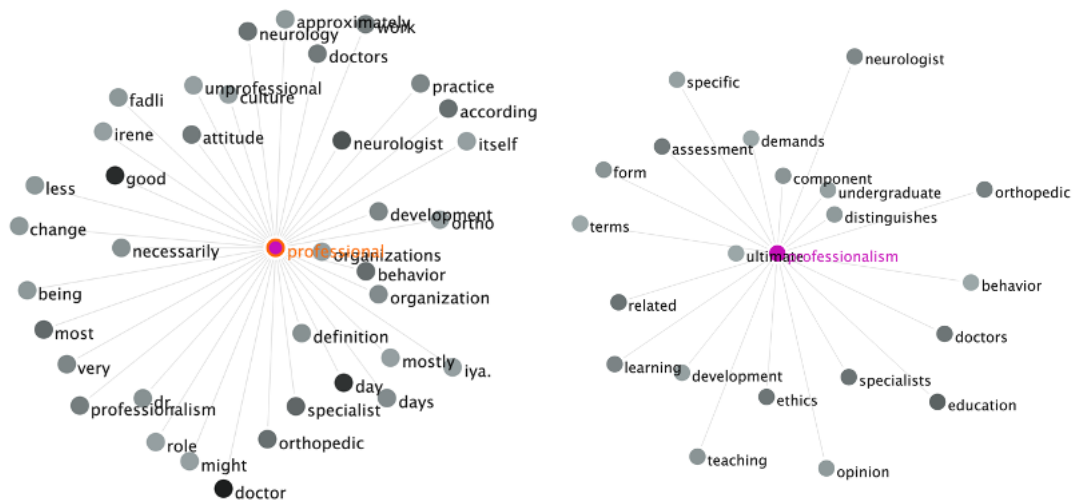 approximately
neurology
work
doctors
unprofessional
culture
practice
fadli
according
irene
attitude
neurologist
itself
good
less
development
ortho
change
necessarily
professional
organizations
behavior
being
organization
most
definition
very
mostly
iya.
day
professionalism
dr.
specialist
days
role
orthopedic
might
doctor
neurologist
specific
demands
assessment
form
component
undergraduate
orthopedic
distinguishes
terms
ultimate
professionalism
behavior
related
doctors
learning
development
specialists
ethics
education
teaching
opinion